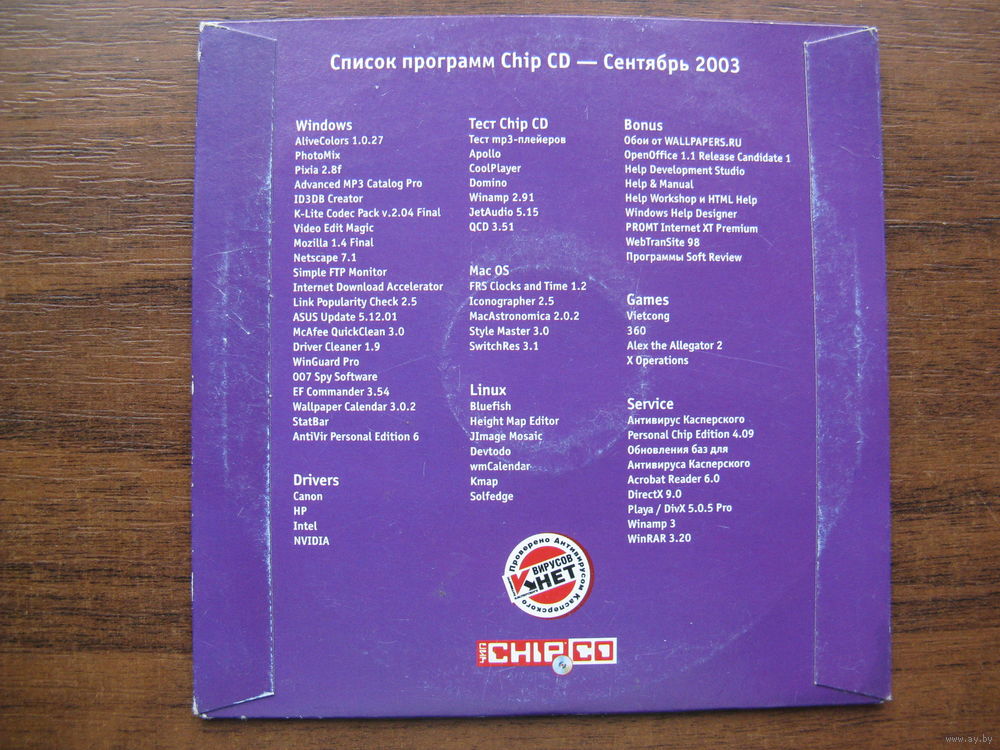 Список программ Chip CD — Сентябрь 2003
Windows
AliveColors 1.0.27
PhotoMix
Pixia 2.8f
Advanced MP3 Catalog Pro
ID3DB Creator
K-Lite Codec Pack v.2.04 Final
Video Edit Magic
Mozilla 1.4 Final
Netscape 7.1
Simple FTP Monitor
Internet Download Accelerator
Link Popularity Check 2.5
ASUS Update 5.12.01
McAfee QuickClean 3.0
Driver Cleaner 1.9
WinGuard Pro
007 Spy Software
EF Commander 3.54
Wallpaper Calendar 3.0.2
StatBar
AntiVir Personal Edition 6
Drivers
Canon
HP
Intel
NVIDIA
Тест Chip CD
Тест mp3-плейеров
Apollo
CoolPlayer
Domino
Winamp 2.91
JetAudio 5.15
QCD 3.51
Mac OS
FRS Clocks and Time 1.2
Iconographer 2.5
MacAstronomica 2.0.2
Style Master 3.0
SwitchRes 3.1
Linux
Bluefish
Height Map Editor
JImage Mosaic
Devtodo
wmCalendar
Kmap
Solfedge
Bonus
Обои от WALLPAPERS.RU
OpenOffice 1.1 Release Candidate 1
Help Development Studio
Help & Manual
Help Workshop и HTML Help
Windows Help Designer
PROMT Internet XT Premium
WebTranSite 98
Программы Soft Review
Games
Vietcong
360
Alex the Allegator 2
X Operations
Service
Антивирус Касперского
Personal Chip Edition 4.09
Обновления баз для
Антивируса Касперского
Acrobat Reader 6.0
DirectX 9.0
Playa / DivX 5.0.5 Pro
Winamp 3
WinRAR 3.20
Проверено Антивирусом Касперского
ВИРУСОВ
НЕТ
ЧИП CHIP CD
www.ay.by